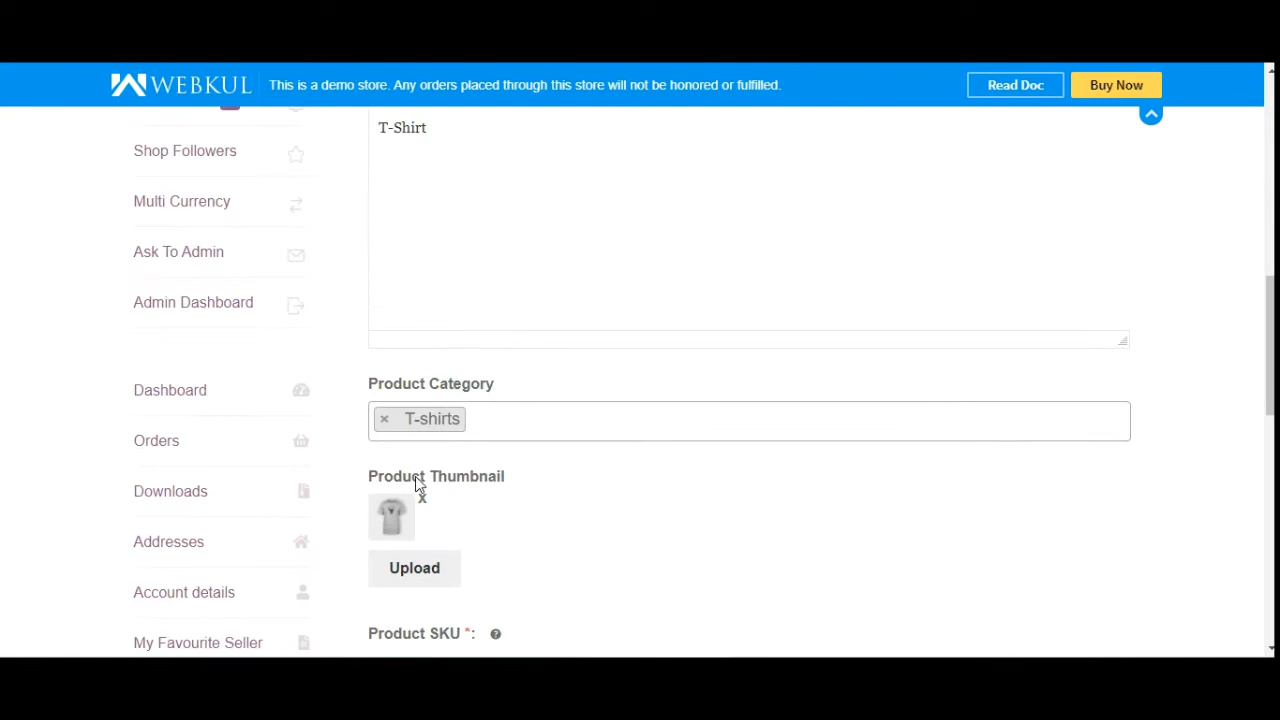 WEBKUL
This is a demo store. Any orders placed through this store will not be honored or fulfilled.
Read Doc
Buy Now
Shop Followers
Multi Currency
Ask To Admin
Admin Dashboard
Dashboard
Orders
Downloads
Addresses
Account details
My Favourite Seller
T-Shirt
Product Category
× T-shirts
Product Thumbnail
x
Upload
Product SKU *: